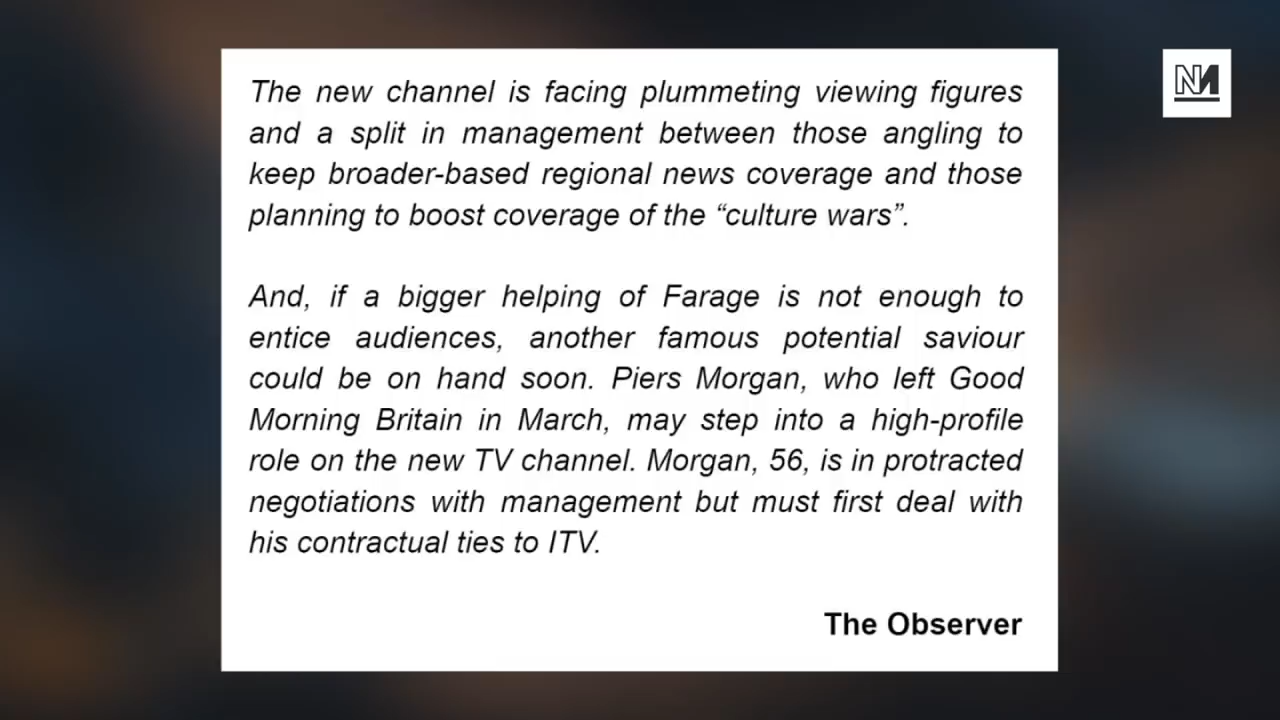 The new channel is facing plummeting viewing figures
and a split in management between those angling to
keep broader-based regional news coverage and those
planning to boost coverage of the “culture wars”.
And, if a bigger helping of Farage is not enough to
entice audiences, another famous potential saviour
could be on hand soon. Piers Morgan, who left Good
Morning Britain in March, may step into a high-profile
role on the new TV channel. Morgan, 56, is in protracted
negotiations with management but must first deal with
his contractual ties to ITV.
The Observer
NM